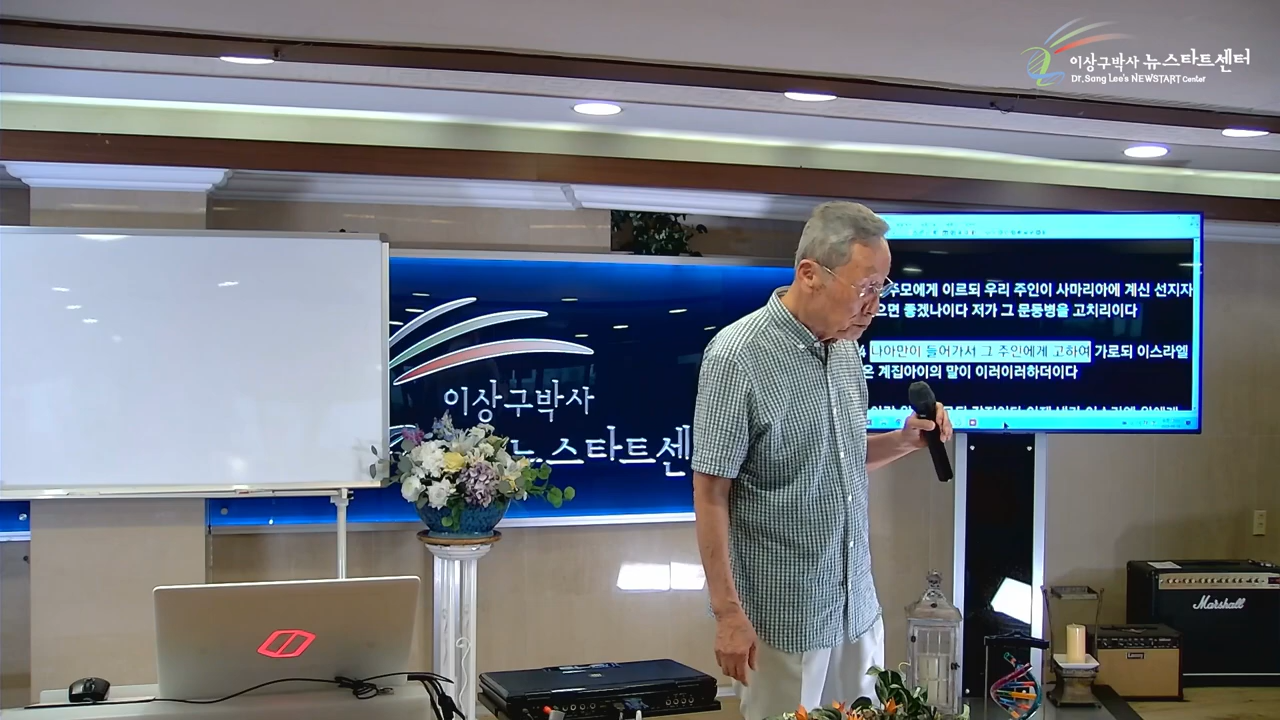 이상구박사 뉴스타트센터
Dr. Sang Lee's NEWSTART Center
주모에게 이르되 우리 주인이 사마리아에 계신 선지자
으면 좋겠나이다 저가 그 문둥병을 고치리이다
4 나아만이 들어가서 그 주인에게 고하여 가로되 이스라엘
은 계집아이의 말이 이러이러하더이다
이상구박사
뉴스타트센
Marshall
Laney